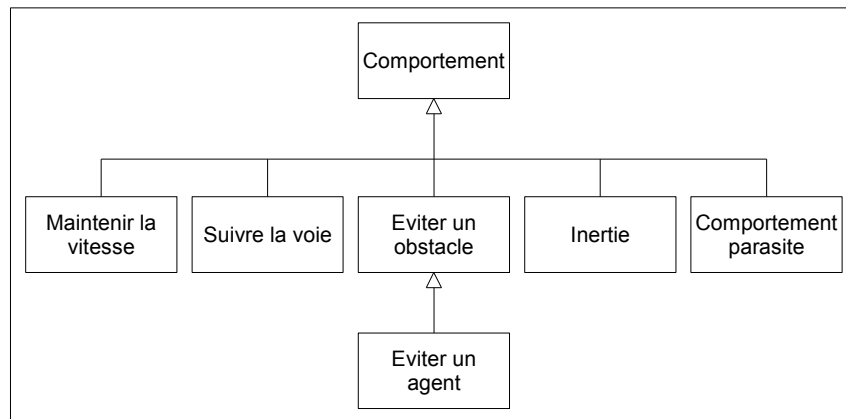 Comportement
Maintenir la
vitesse
Suivre la voie
Eviter un
obstacle
Inertie
Comportement
parasite
Eviter un
agent